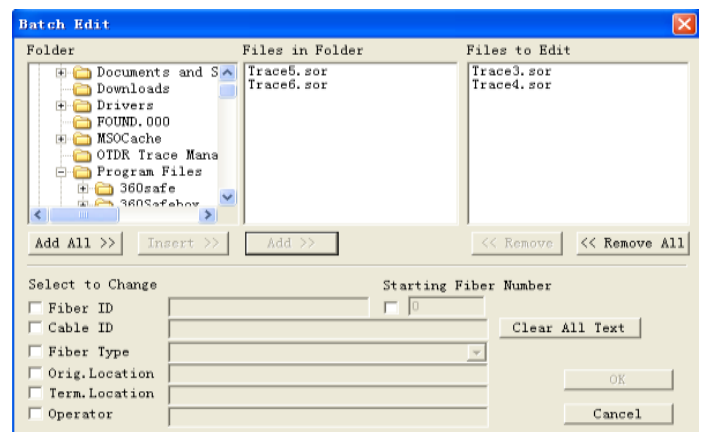 Batch Edit
Folder Files in Folder Files to Edit
Documents and S
Downloads
Drivers
FOUND.000
MSOCache
OTDR Trace Mana
Program Files
360safe
360Safebox
Trace5.sor
Trace6.sor
Trace3.sor
Trace4.sor
Add All >> Insert >> Add >> << Remove << Remove All
Select to Change Starting Fiber Number
Fiber ID 0
Cable ID
Clear All Text
Fiber Type
Orig.Location
OK
Term.Location
Operator
Cancel